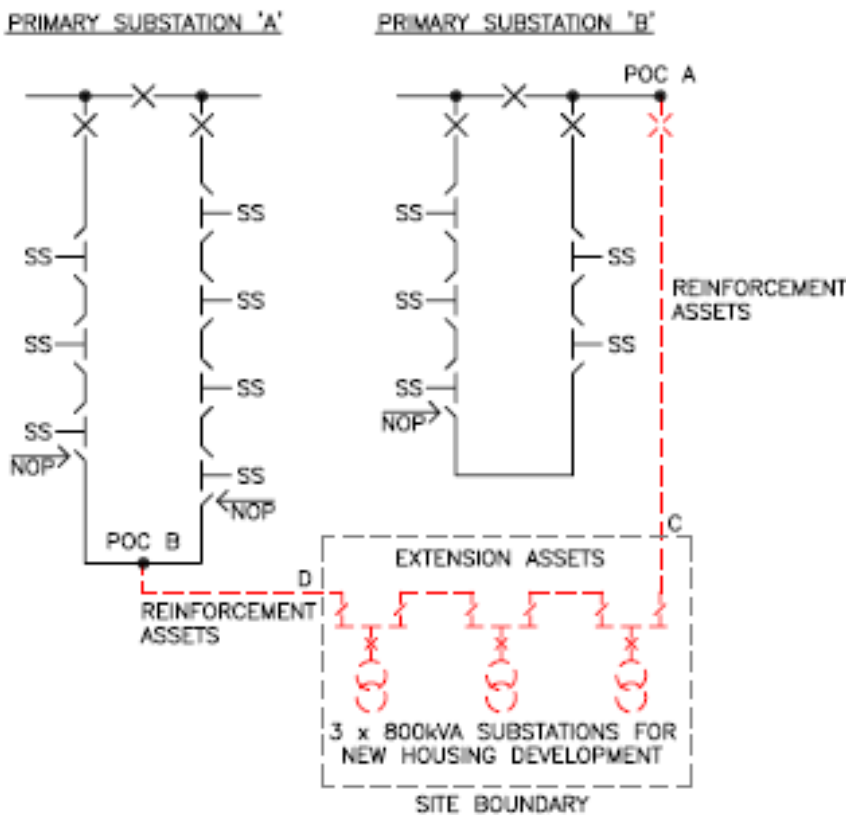 PRIMARY SUBSTATION 'A'
PRIMARY SUBSTATION 'B'
POC A
SS
SS
SS
SS
SS
SS
SS
NOP
NOP
POC B
SS
SS
SS
SS
SS
NOP
REINFORCEMENT
ASSETS
C
D
REINFORCEMENT
ASSETS
EXTENSION ASSETS
3 x 800kVA SUBSTATIONS FOR
NEW HOUSING DEVELOPMENT
SITE BOUNDARY